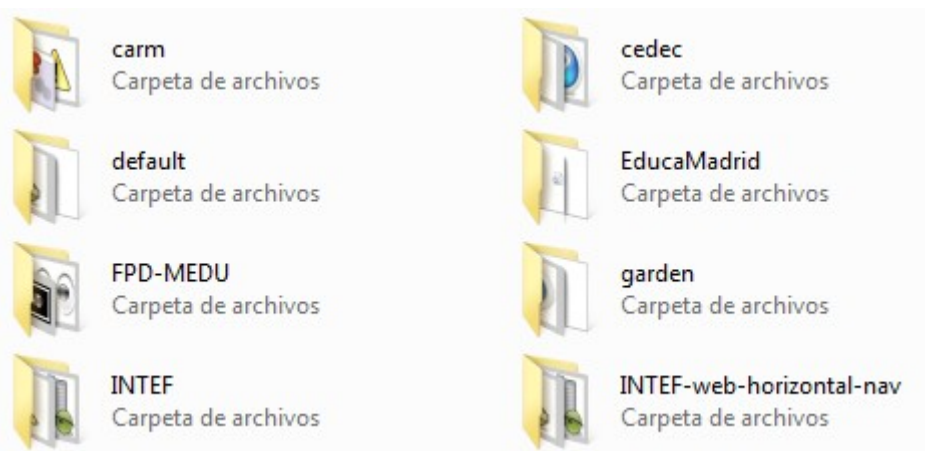 carm
Carpeta de archivos
cedec
Carpeta de archivos
default
Carpeta de archivos
EducaMadrid
Carpeta de archivos
FPD-MEDU
Carpeta de archivos
garden
Carpeta de archivos
INTEF
Carpeta de archivos
INTEF-web-horizontal-nav
Carpeta de archivos